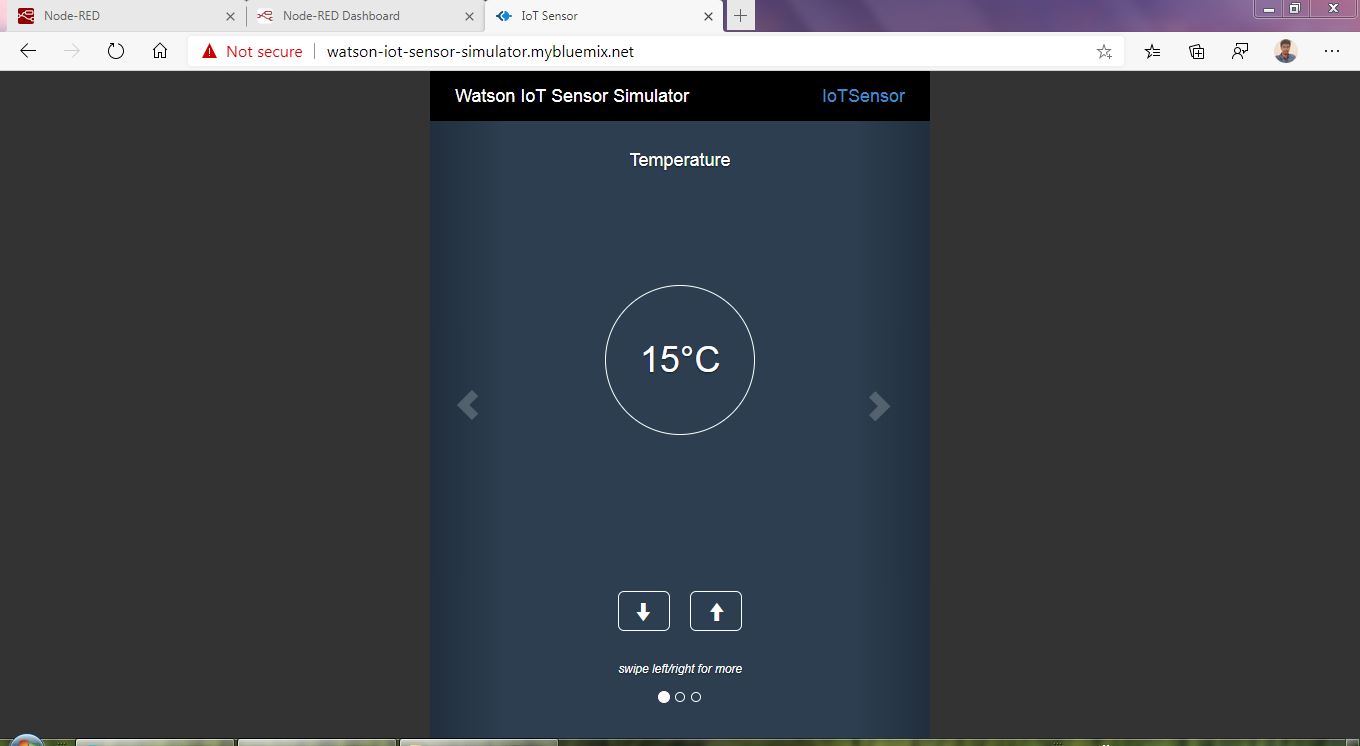 Node-RED
Node-RED Dashboard
IoT Sensor
Not secure
watson-iot-sensor-simulator.mybluemix.net
Watson IoT Sensor Simulator
IoTSensor
Temperature
15°C
swipe left/right for more